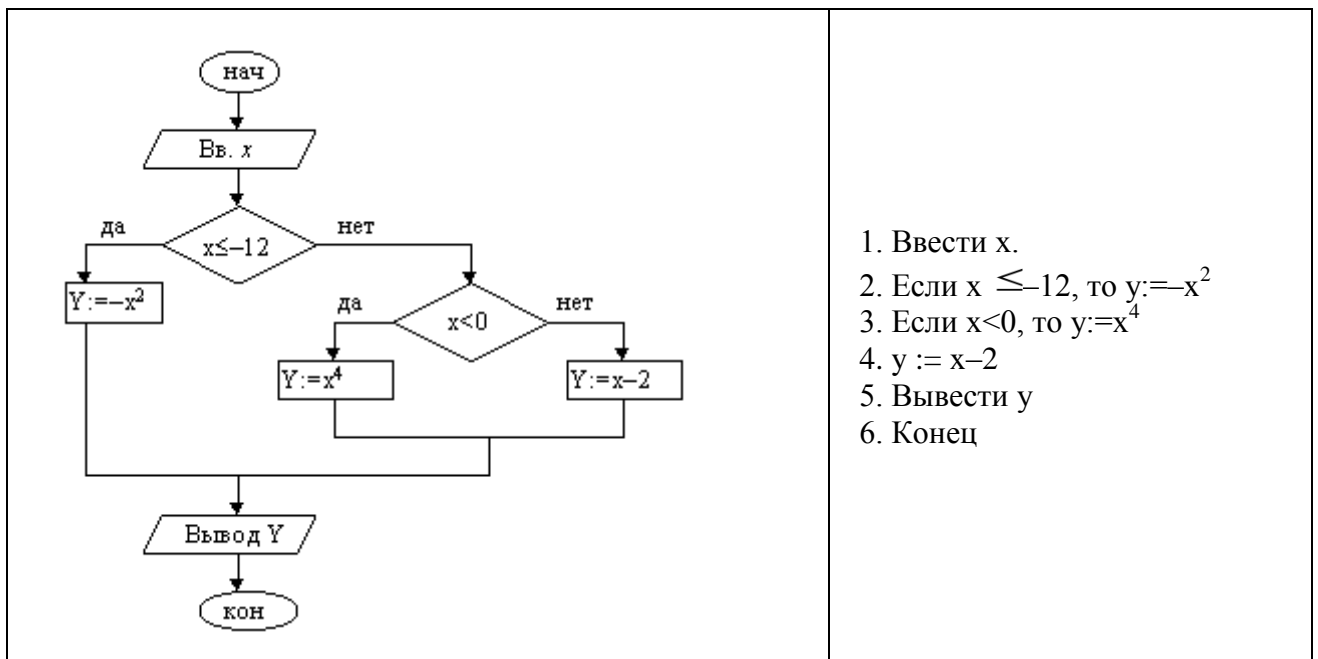 нач
Вв. x
да
нет
x≤–12
Y:=–x²
да
нет
x<0
Y:=x⁴
Y:=x–2
Вывод Y
кон
1. Ввести x.
2. Если x ≤–12, то y:=–x²
3. Если x<0, то y:=x⁴
4. y := x–2
5. Вывести y
6. Конец